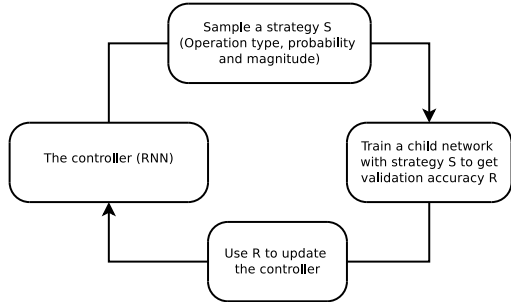 Sample a strategy S
(Operation type, probability
and magnitude)
The controller (RNN)
Train a child network
with strategy S to get
validation accuracy R
Use R to update
the controller